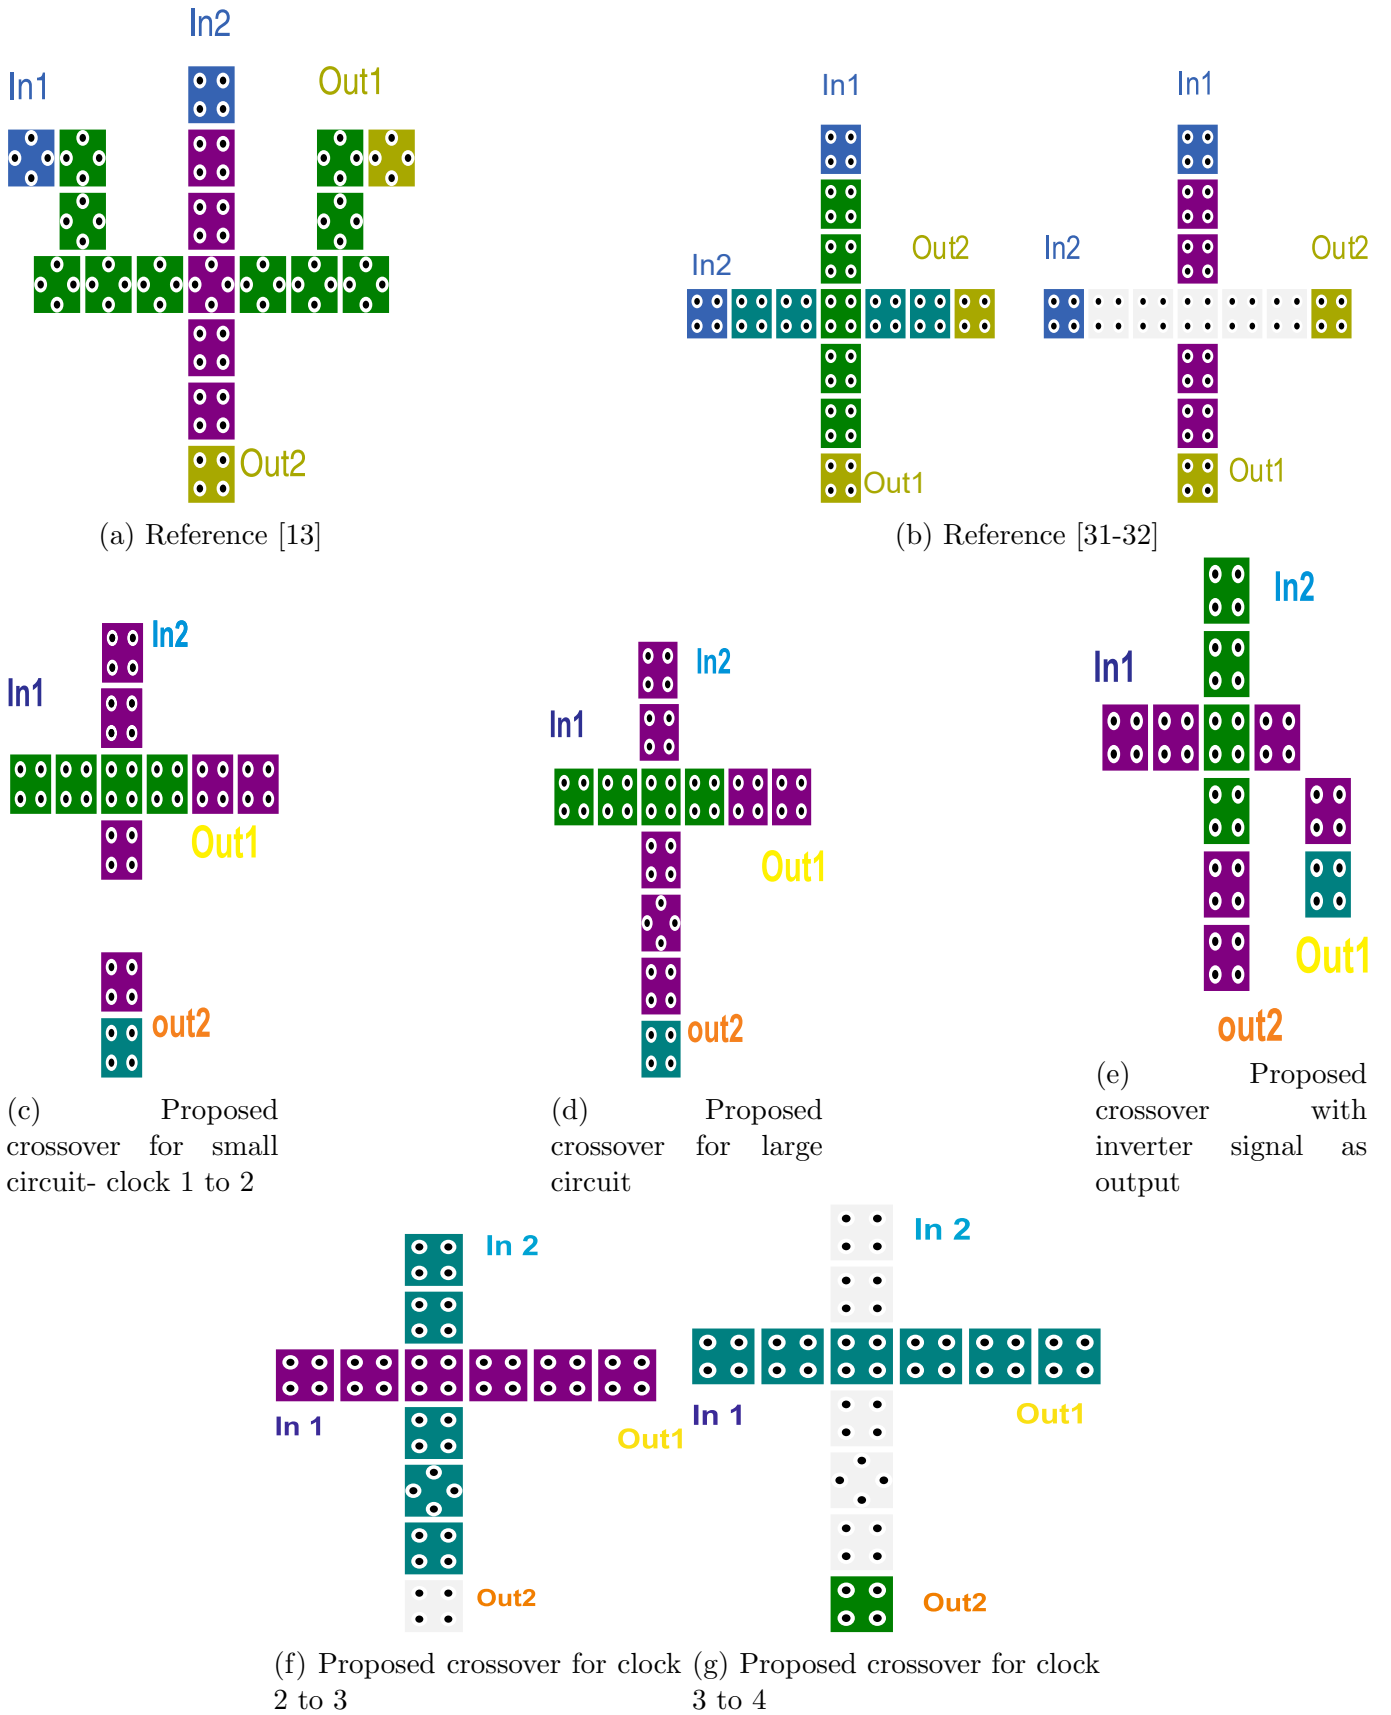 In2
In1
Out1
Out2
(a) Reference [13]
In1
In2
Out2
Out1
In1
In2
Out2
Out1
(b) Reference [31-32]
In2
In1
Out1
out2
(c) Proposed
crossover for small
circuit- clock 1 to 2
In2
In1
Out1
out2
(d) Proposed
crossover for large
circuit
In2
In1
Out1
out2
(e) Proposed
crossover with
inverter signal as
output
In 2
In 1
Out1
Out2
(f) Proposed crossover for clock
2 to 3
In 2
In 1
Out1
Out2
(g) Proposed crossover for clock
3 to 4